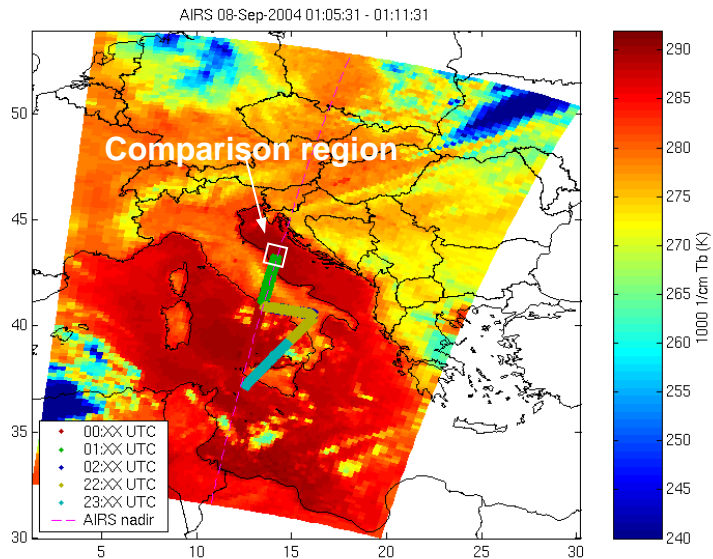 AIRS 08-Sep-2004 01:05:31 - 01:11:31
Comparison region
50
45
40
35
30
5
10
15
20
25
30
00:XX UTC
01:XX UTC
02:XX UTC
22:XX UTC
23:XX UTC
AIRS nadir
290
285
280
275
270
265
260
255
250
245
240
1000 1/cm Tb (K)